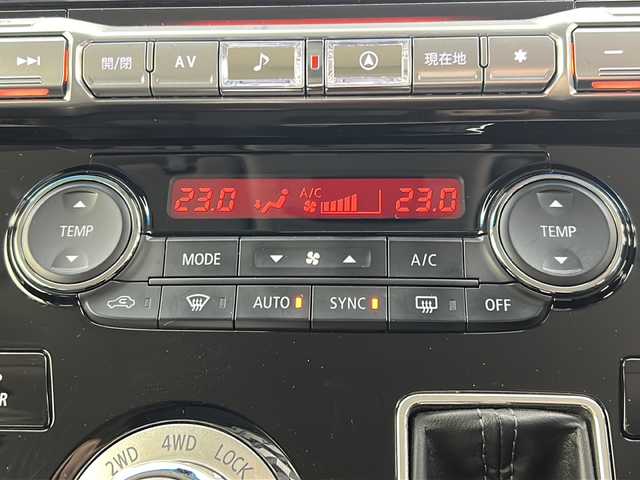 開/閉 AV 現在地 *
23.0 A/C 23.0
TEMP TEMP
MODE A/C
AUTO SYNC OFF
R
2WD 4WD LOCK